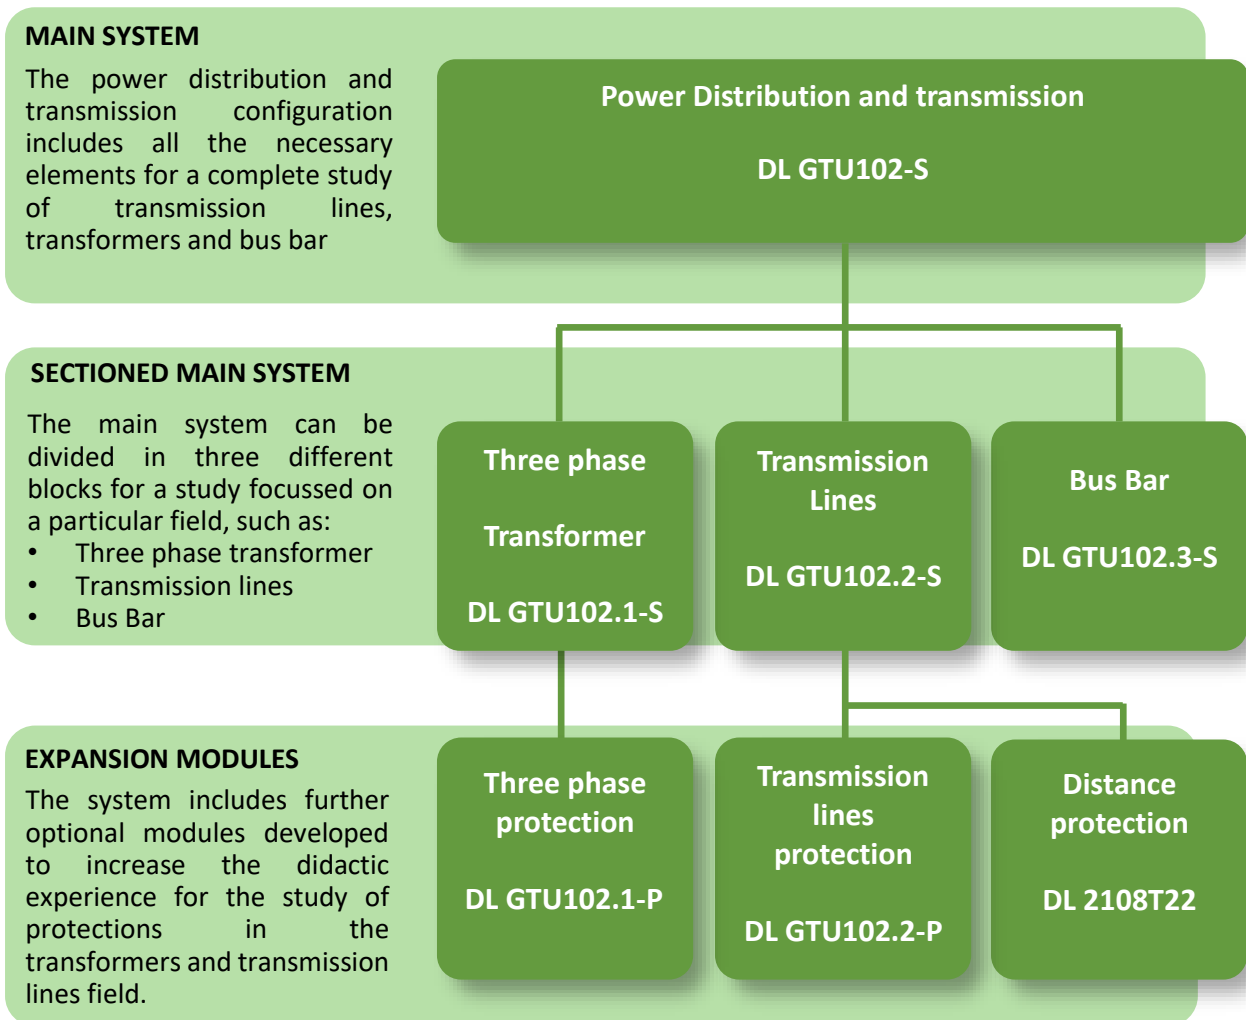 MAIN SYSTEM
The power distribution and
transmission configuration
includes all the necessary
elements for a complete study
of transmission lines,
transformers and bus bar
Power Distribution and transmission
DL GTU102-S
SECTIONED MAIN SYSTEM
The main system can be
divided in three different
blocks for a study focussed on
a particular field, such as:
• Three phase transformer
• Transmission lines
• Bus Bar
Three phase
Transformer
DL GTU102.1-S
Transmission
Lines
DL GTU102.2-S
Bus Bar
DL GTU102.3-S
EXPANSION MODULES
The system includes further
optional modules developed
to increase the didactic
experience for the study of
protections in the
transformers and transmission
lines field.
Three phase
protection
DL GTU102.1-P
Transmission
lines
protection
DL GTU102.2-P
Distance
protection
DL 2108T22